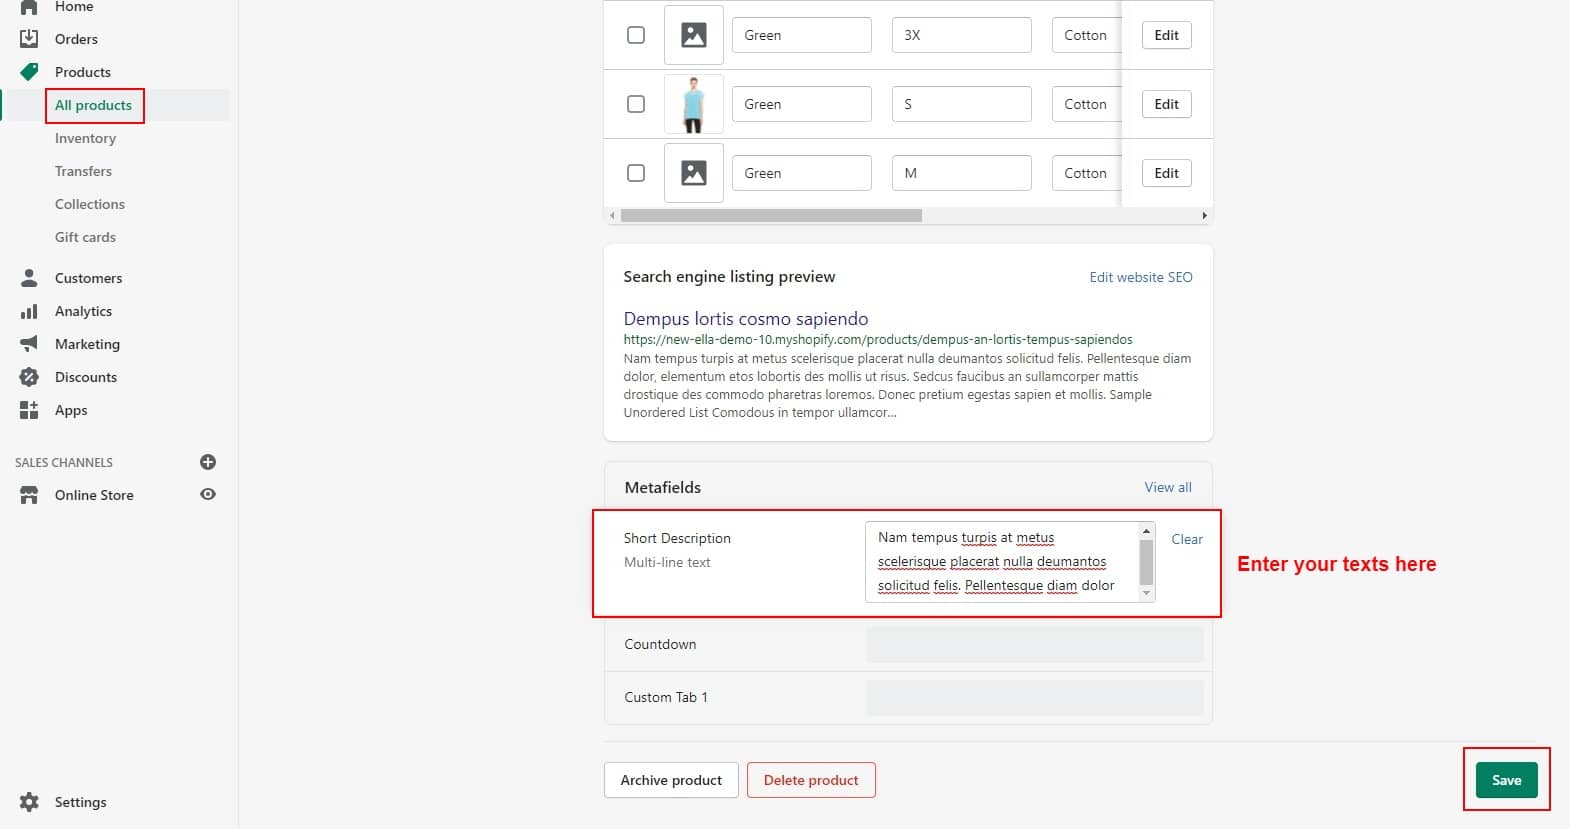 Home
Orders
Products
All products
Inventory
Transfers
Collections
Gift cards
Customers
Analytics
Marketing
Discounts
Apps
SALES CHANNELS
Online Store
Settings
Green 3X Cotton Edit
Green S Cotton Edit
Green M Cotton Edit
Search engine listing preview Edit website SEO
Dempus lortis cosmo sapiendo
https://new-ella-demo-10.myshopify.com/products/dempus-an-lortis-tempus-sapiendos
Nam tempus turpis at metus scelerisque placerat nulla deumantos solicitud felis. Pellentesque diam
dolor, elementum etos lobortis des mollis ut risus. Sedcus faucibus an sullamcorper mattis
drostique des commodo pharetras loremos. Donec pretium egestas sapien et mollis. Sample
Unordered List Comodous in tempor ullamcor...
Metafields View all
Short Description
Multi-line text
Nam tempus turpis at metus
scelerisque placerat nulla deumantos
solicitud felis. Pellentesque diam dolor
Clear
Enter your texts here
Countdown
Custom Tab 1
Archive product Delete product Save